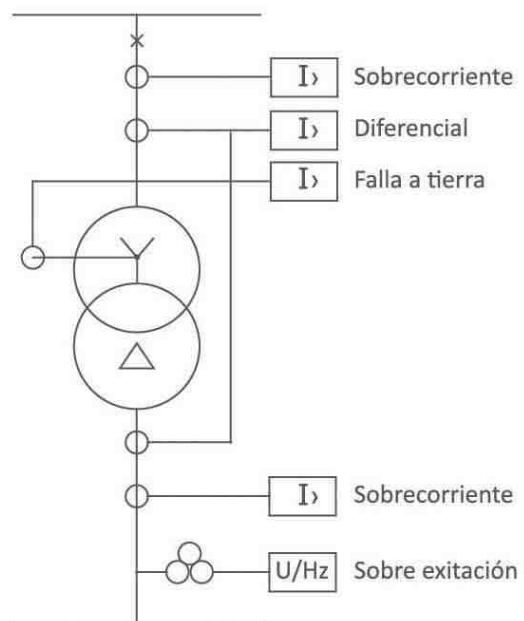 I› Sobrecorriente
I› Diferencial
I› Falla a tierra
I› Sobrecorriente
U/Hz Sobre exitación